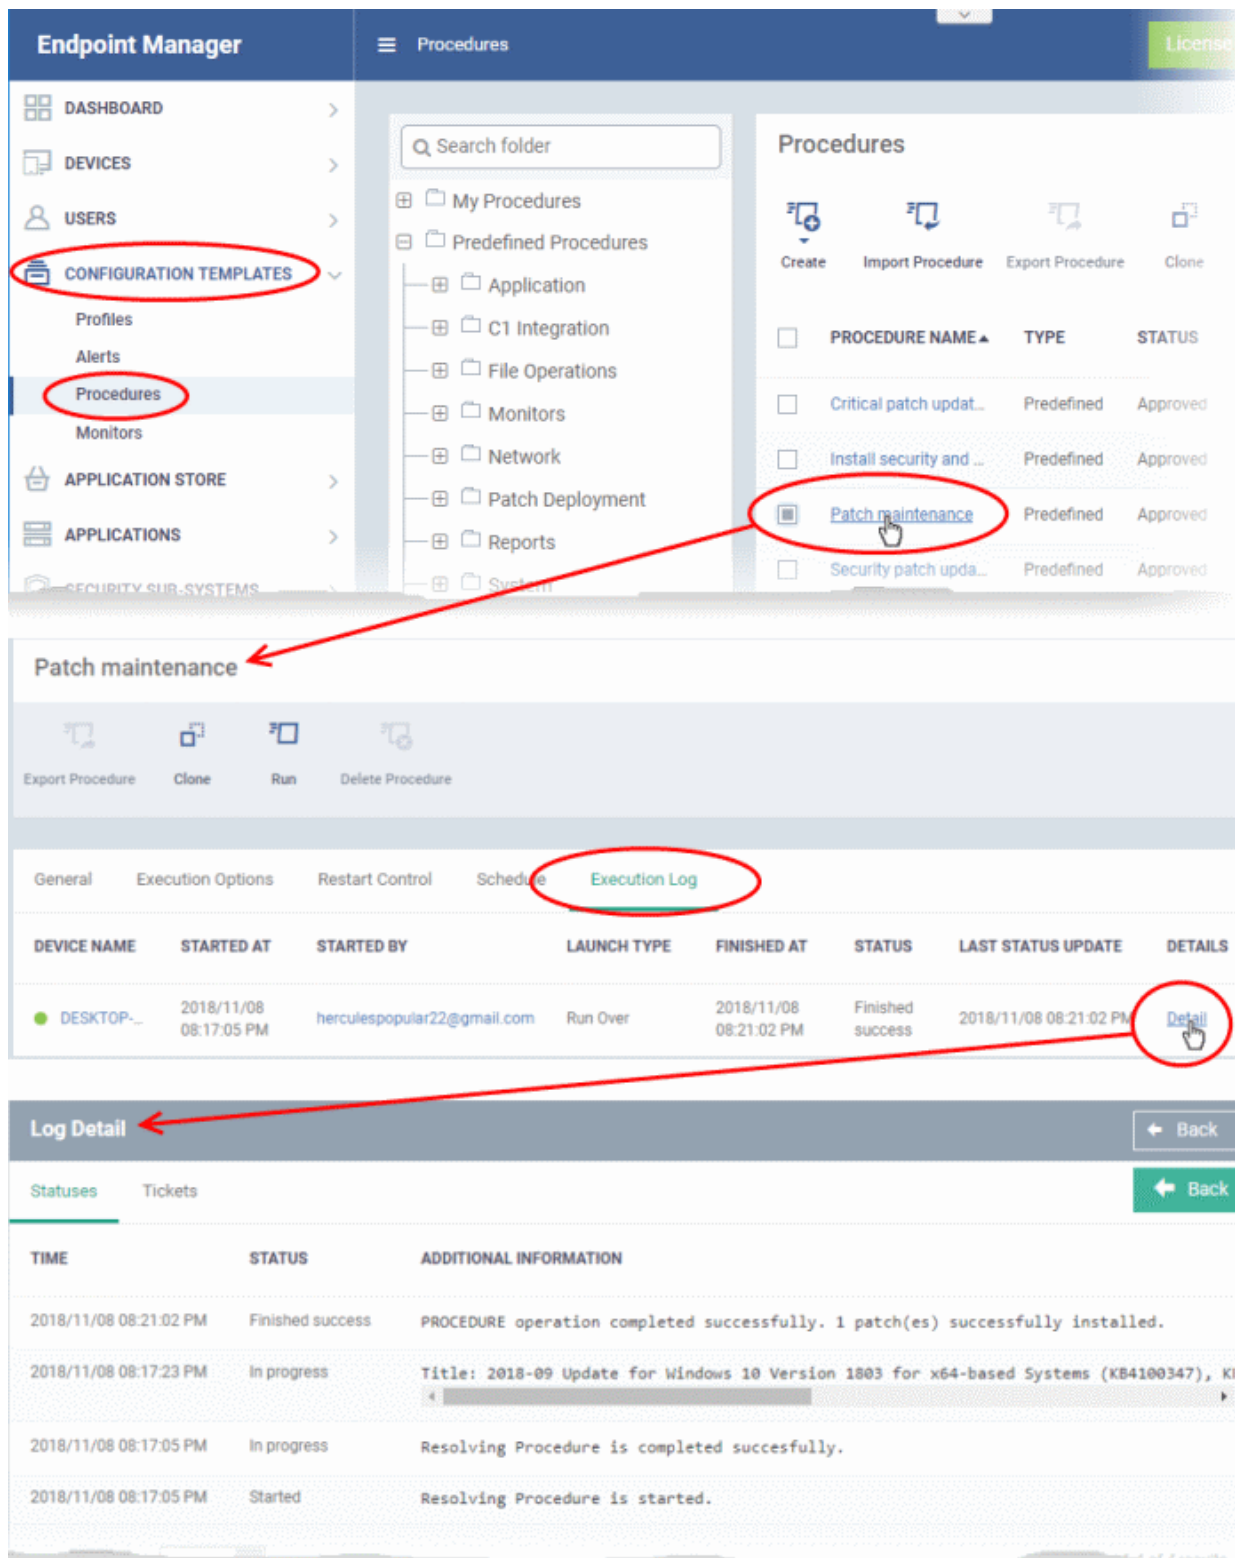 Endpoint Manager
Procedures
License
DASHBOARD
DEVICES
USERS
CONFIGURATION TEMPLATES
Profiles
Alerts
Procedures
Monitors
APPLICATION STORE
APPLICATIONS
SECURITY SUB-SYSTEMS
Search folder
My Procedures
Predefined Procedures
Application
C1 Integration
File Operations
Monitors
Network
Patch Deployment
Reports
System
Procedures
Create Import Procedure Export Procedure Clone
PROCEDURE NAME TYPE STATUS
Critical patch updat... Predefined Approved
Install security and ... Predefined Approved
Patch maintenance Predefined Approved
Security patch upda... Predefined Approved
Patch maintenance
Export Procedure Clone Run Delete Procedure
General Execution Options Restart Control Schedule Execution Log
DEVICE NAME STARTED AT STARTED BY LAUNCH TYPE FINISHED AT STATUS LAST STATUS UPDATE DETAILS
DESKTOP-... 2018/11/08 08:17:05 PM herculespopular22@gmail.com Run Over 2018/11/08 08:21:02 PM Finished success 2018/11/08 08:21:02 PM Detail
Log Detail
Back
Statuses Tickets
Back
TIME STATUS ADDITIONAL INFORMATION
2018/11/08 08:21:02 PM Finished success PROCEDURE operation completed successfully. 1 patch(es) successfully installed.
2018/11/08 08:17:23 PM In progress Title: 2018-09 Update for Windows 10 Version 1803 for x64-based Systems (KB4100347),
2018/11/08 08:17:05 PM In progress Resolving Procedure is completed succesfully.
2018/11/08 08:17:05 PM Started Resolving Procedure is started.